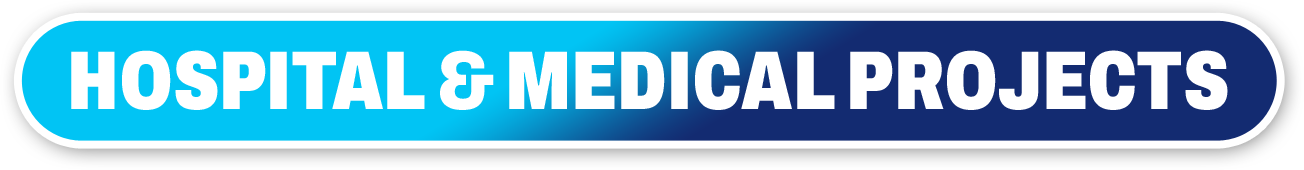 HOSPITAL & MEDICAL PROJECTS